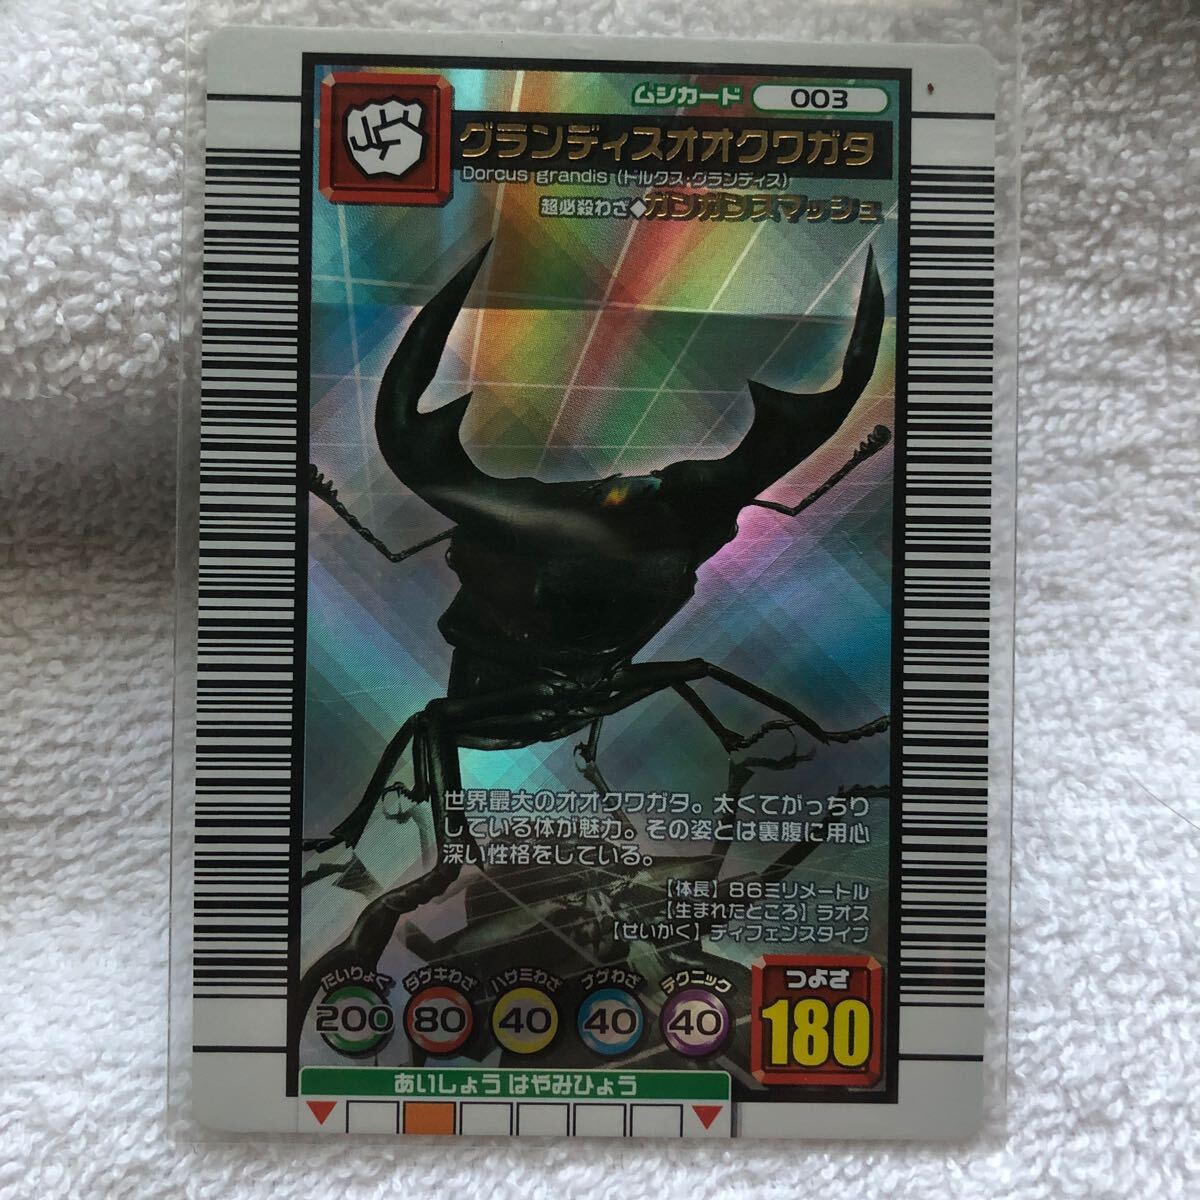 ムシカード 003
グランディスオオクワガタ
Dorcus grandis (ドルクス・グランディス)
超必殺わざ◆ガンガンスマッシュ
世界最大のオオクワガタ。太くてがっちり
している体が魅力。その姿とは裏腹に用心
深い性格をしている。
【体長】86ミリメートル
【生まれたところ】ラオス
【せいかく】ディフェンスタイプ
たいりょく ダゲキわざ ハサミわざ ナゲわざ テクニック つよさ
200 80 40 40 40 180
あいしょうはやみひょう